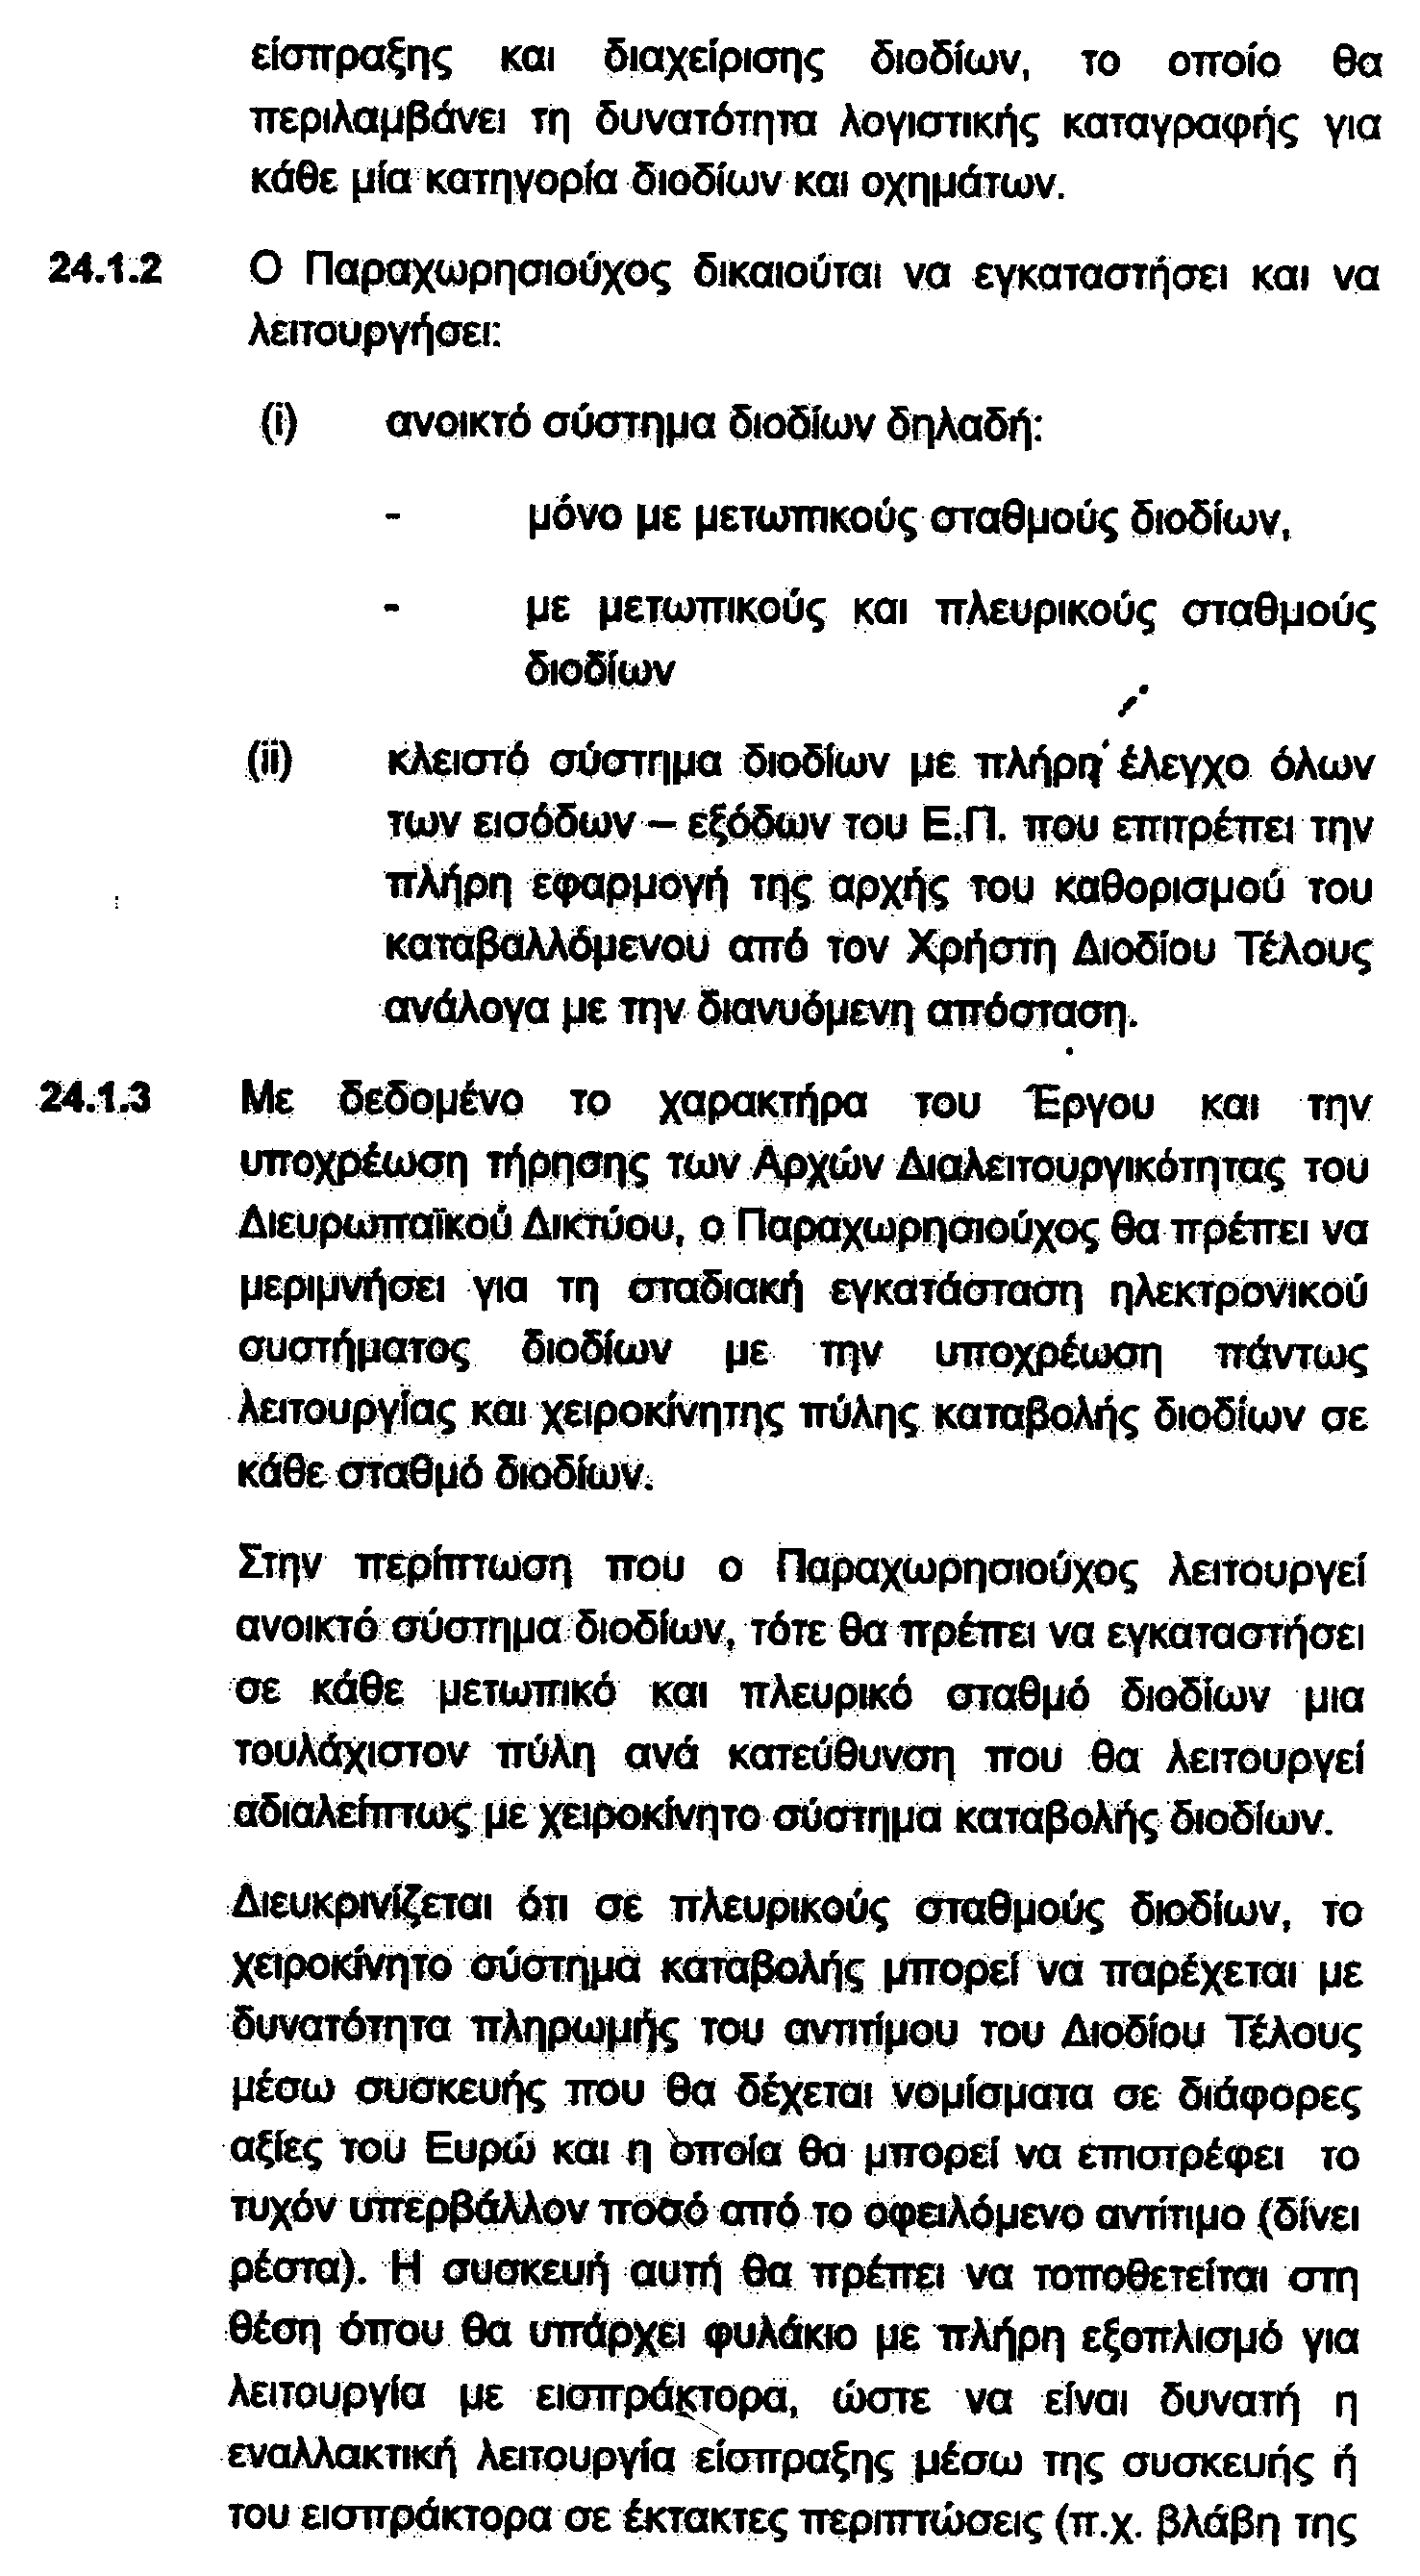 είσπραξης και διαχείρισης διοδίων, το οποίο θα
περιλαμβάνει τη δυνατότητα λογιστικής καταγραφής για
κάθε μία κατηγορία διοδίων και οχημάτων.
24.1.2 Ο Παραχωρησιούχος δικαιούται να εγκαταστήσει και να
λειτουργήσει:
(i) ανοικτό σύστημα διοδίων δηλαδή:
- μόνο με μετωπικούς σταθμούς διοδίων,
- με μετωπικούς και πλευρικούς σταθμούς
διοδίων
(ii) κλειστό σύστημα διοδίων με πλήρη έλεγχο όλων
των εισόδων – εξόδων του Ε.Π. που επιτρέπει την
πλήρη εφαρμογή της αρχής του καθορισμού του
καταβαλλόμενου από τον Χρήστη Διοδίου Τέλους
ανάλογα με την διανυόμενη απόσταση.
24.1.3 Με δεδομένο το χαρακτήρα του Έργου και την
υποχρέωση τήρησης των Αρχών Διαλειτουργικότητας του
Διευρωπαϊκού Δικτύου, ο Παραχωρησιούχος θα πρέπει να
μεριμνήσει για τη σταδιακή εγκατάσταση ηλεκτρονικού
συστήματος διοδίων με την υποχρέωση πάντως
λειτουργίας και χειροκίνητης πύλης καταβολής διοδίων σε
κάθε σταθμό διοδίων.
Στην περίπτωση που ο Παραχωρησιούχος λειτουργεί
ανοικτό σύστημα διοδίων, τότε θα πρέπει να εγκαταστήσει
σε κάθε μετωπικό και πλευρικό σταθμό διοδίων μια
τουλάχιστον πύλη ανά κατεύθυνση που θα λειτουργεί
αδιαλείπτως με χειροκίνητο σύστημα καταβολής διοδίων.
Διευκρινίζεται ότι σε πλευρικούς σταθμούς διοδίων, το
χειροκίνητο σύστημα καταβολής μπορεί να παρέχεται με
δυνατότητα πληρωμής του αντιτίμου του Διοδίου Τέλους
μέσω συσκευής που θα δέχεται νομίσματα σε διάφορες
αξίες του Ευρώ και η οποία θα μπορεί να επιστρέφει το
τυχόν υπερβάλλον ποσό από το οφειλόμενο αντίτιμο (δίνει
ρέστα). Η συσκευή αυτή θα πρέπει να τοποθετείται στη
θέση όπου θα υπάρχει φυλάκιο με πλήρη εξοπλισμό για
λειτουργία με εισπράκτορα, ώστε να είναι δυνατή η
εναλλακτική λειτουργία είσπραξης μέσω της συσκευής ή
του εισπράκτορα σε έκτακτες περιπτώσεις (π.χ. βλάβη της